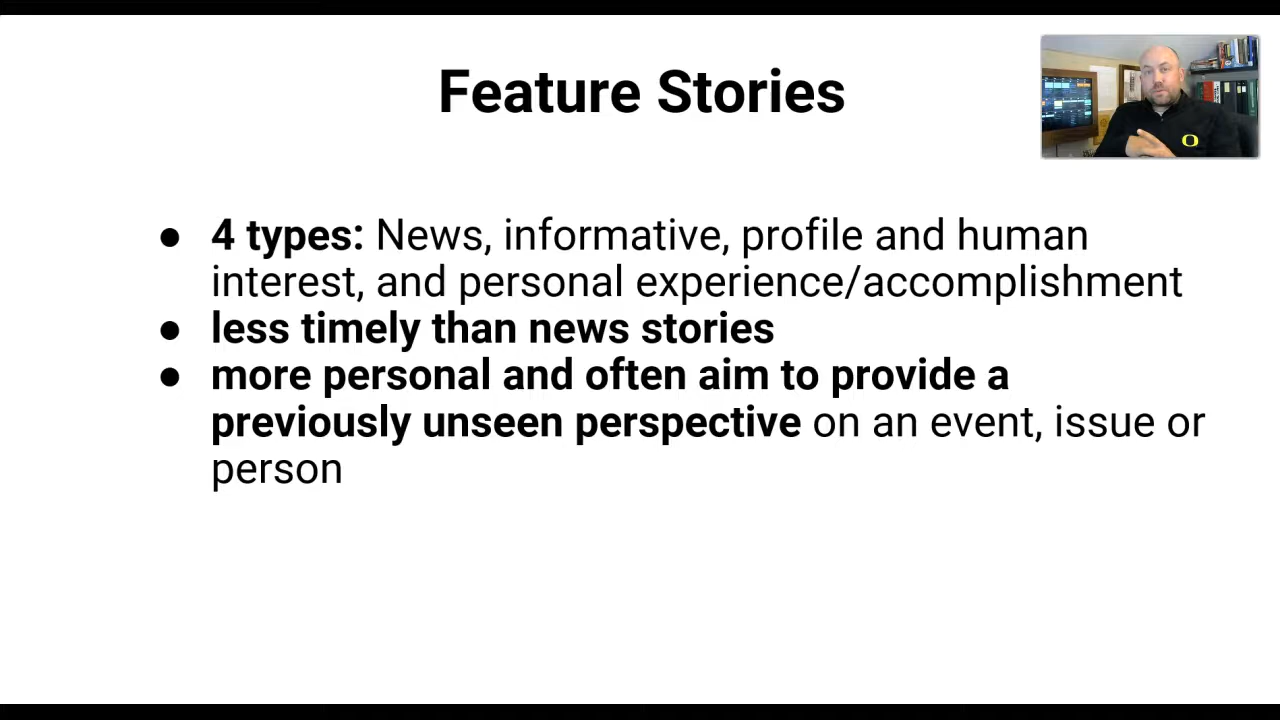 Feature Stories
● 4 types: News, informative, profile and human
interest, and personal experience/accomplishment
● less timely than news stories
● more personal and often aim to provide a
previously unseen perspective on an event, issue or
person